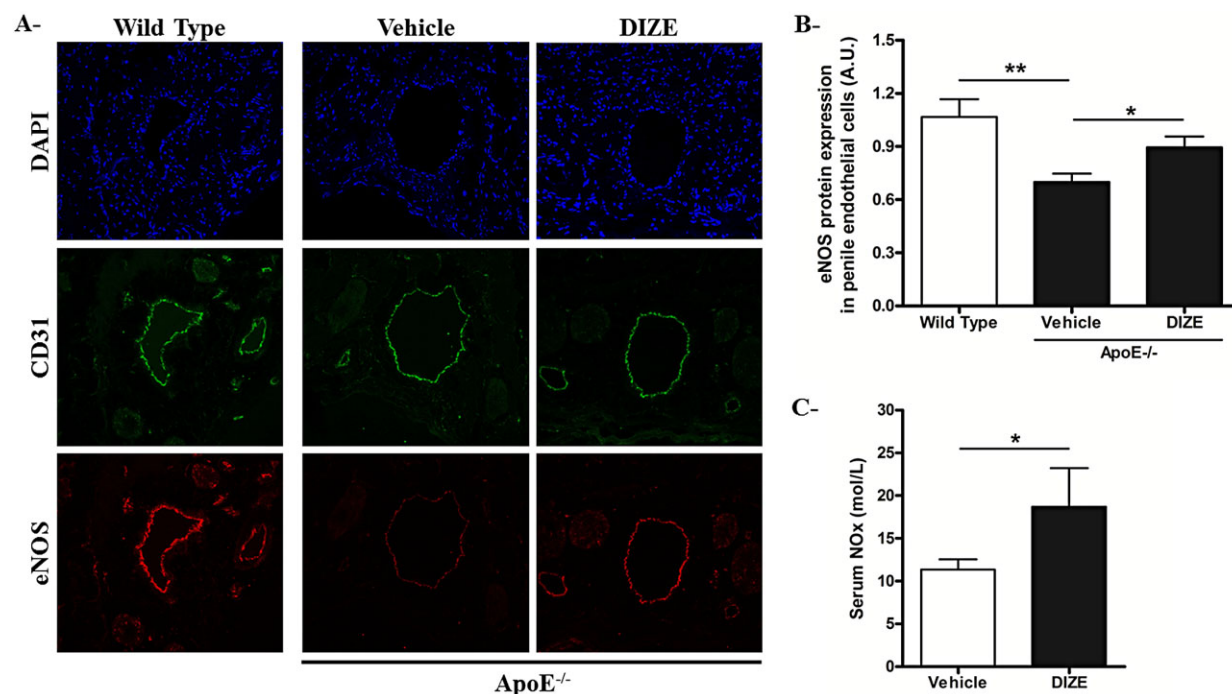 A-
Wild Type
Vehicle
DIZE
DAPI
CD31
eNOS
ApoE-/-
B-
eNOS protein expression
in penile endothelial cells (A.U.)
1.5
1.2
0.9
0.6
0.3
0.0
**
*
Wild Type
Vehicle
DIZE
ApoE-/-
C-
Serum NOx (mol/L)
30
25
20
15
10
5
0
*
Vehicle
DIZE